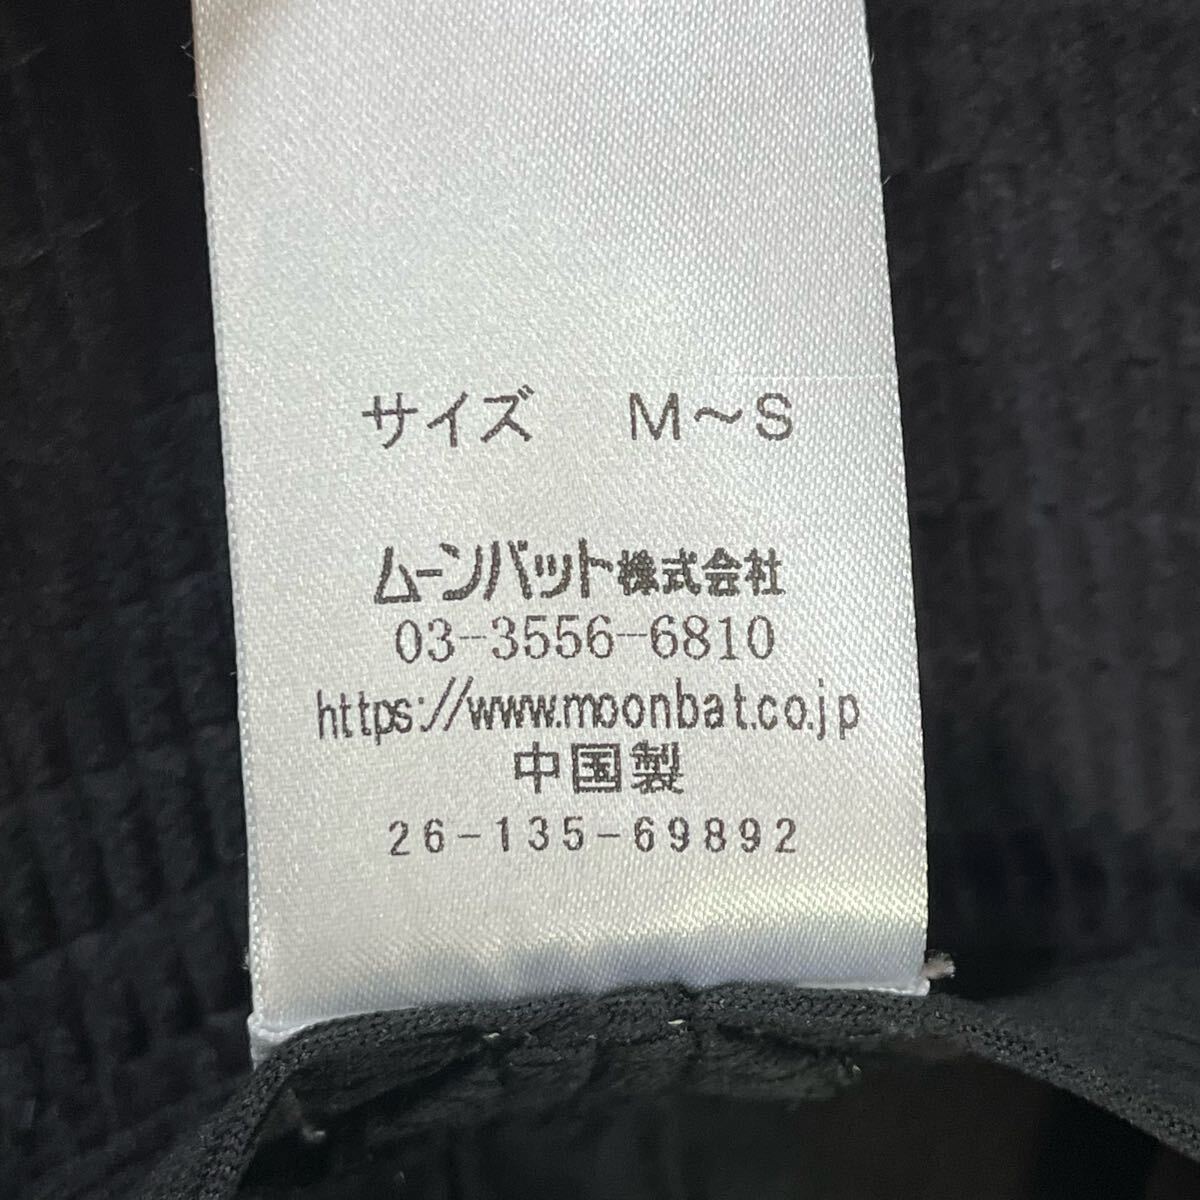 サイズ　M～S
ムーンバット株式会社
03-3556-6810
https://www.moonbat.co.jp
中国製
26-135-69892